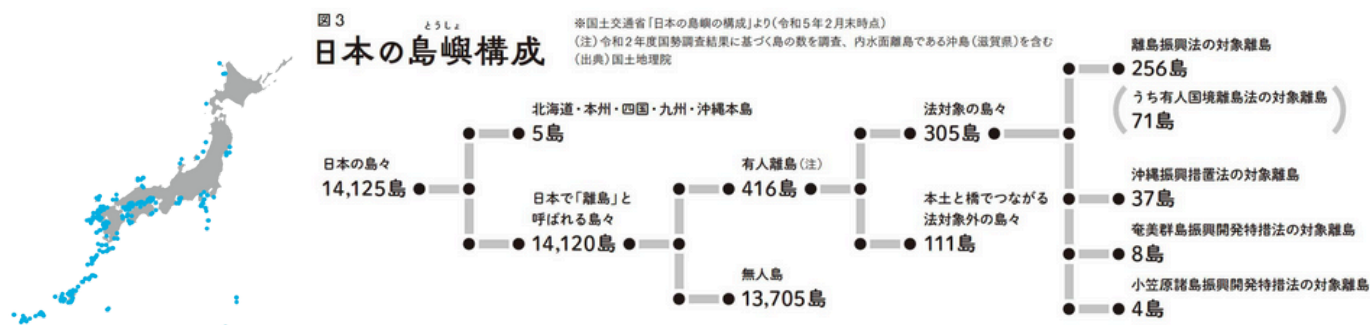 図3
とうしょ
日本の島嶼構成
※国土交通省「日本の島嶼の構成」より(令和5年2月末時点)
(注)令和2年度国勢調査結果に基づく島の数を調査、内水面離島である沖島(滋賀県)を含む
(出典)国土地理院
日本の島々
14,125島
北海道・本州・四国・九州・沖縄本島
5島
日本で「離島」と
呼ばれる島々
14,120島
有人離島(注)
416島
無人島
13,705島
法対象の島々
305島
本土と橋でつながる
法対象外の島々
111島
離島振興法の対象離島
256島
(うち有人国境離島法の対象離島
71島)
沖縄振興措置法の対象離島
37島
奄美群島振興開発特措法の対象離島
8島
小笠原諸島振興開発特措法の対象離島
4島